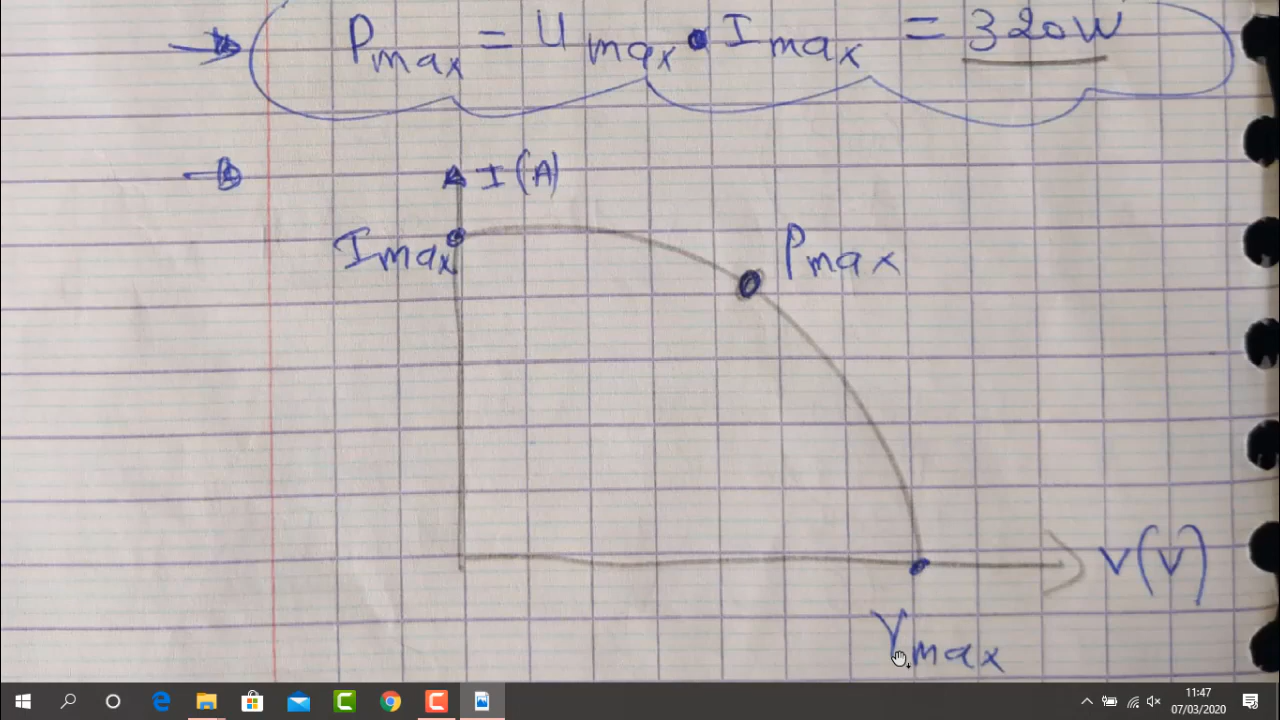 Pmax = Umax • Imax = 320W
I(A)
Imax
Pmax
V(V)
Vmax
11:47
07/03/2020